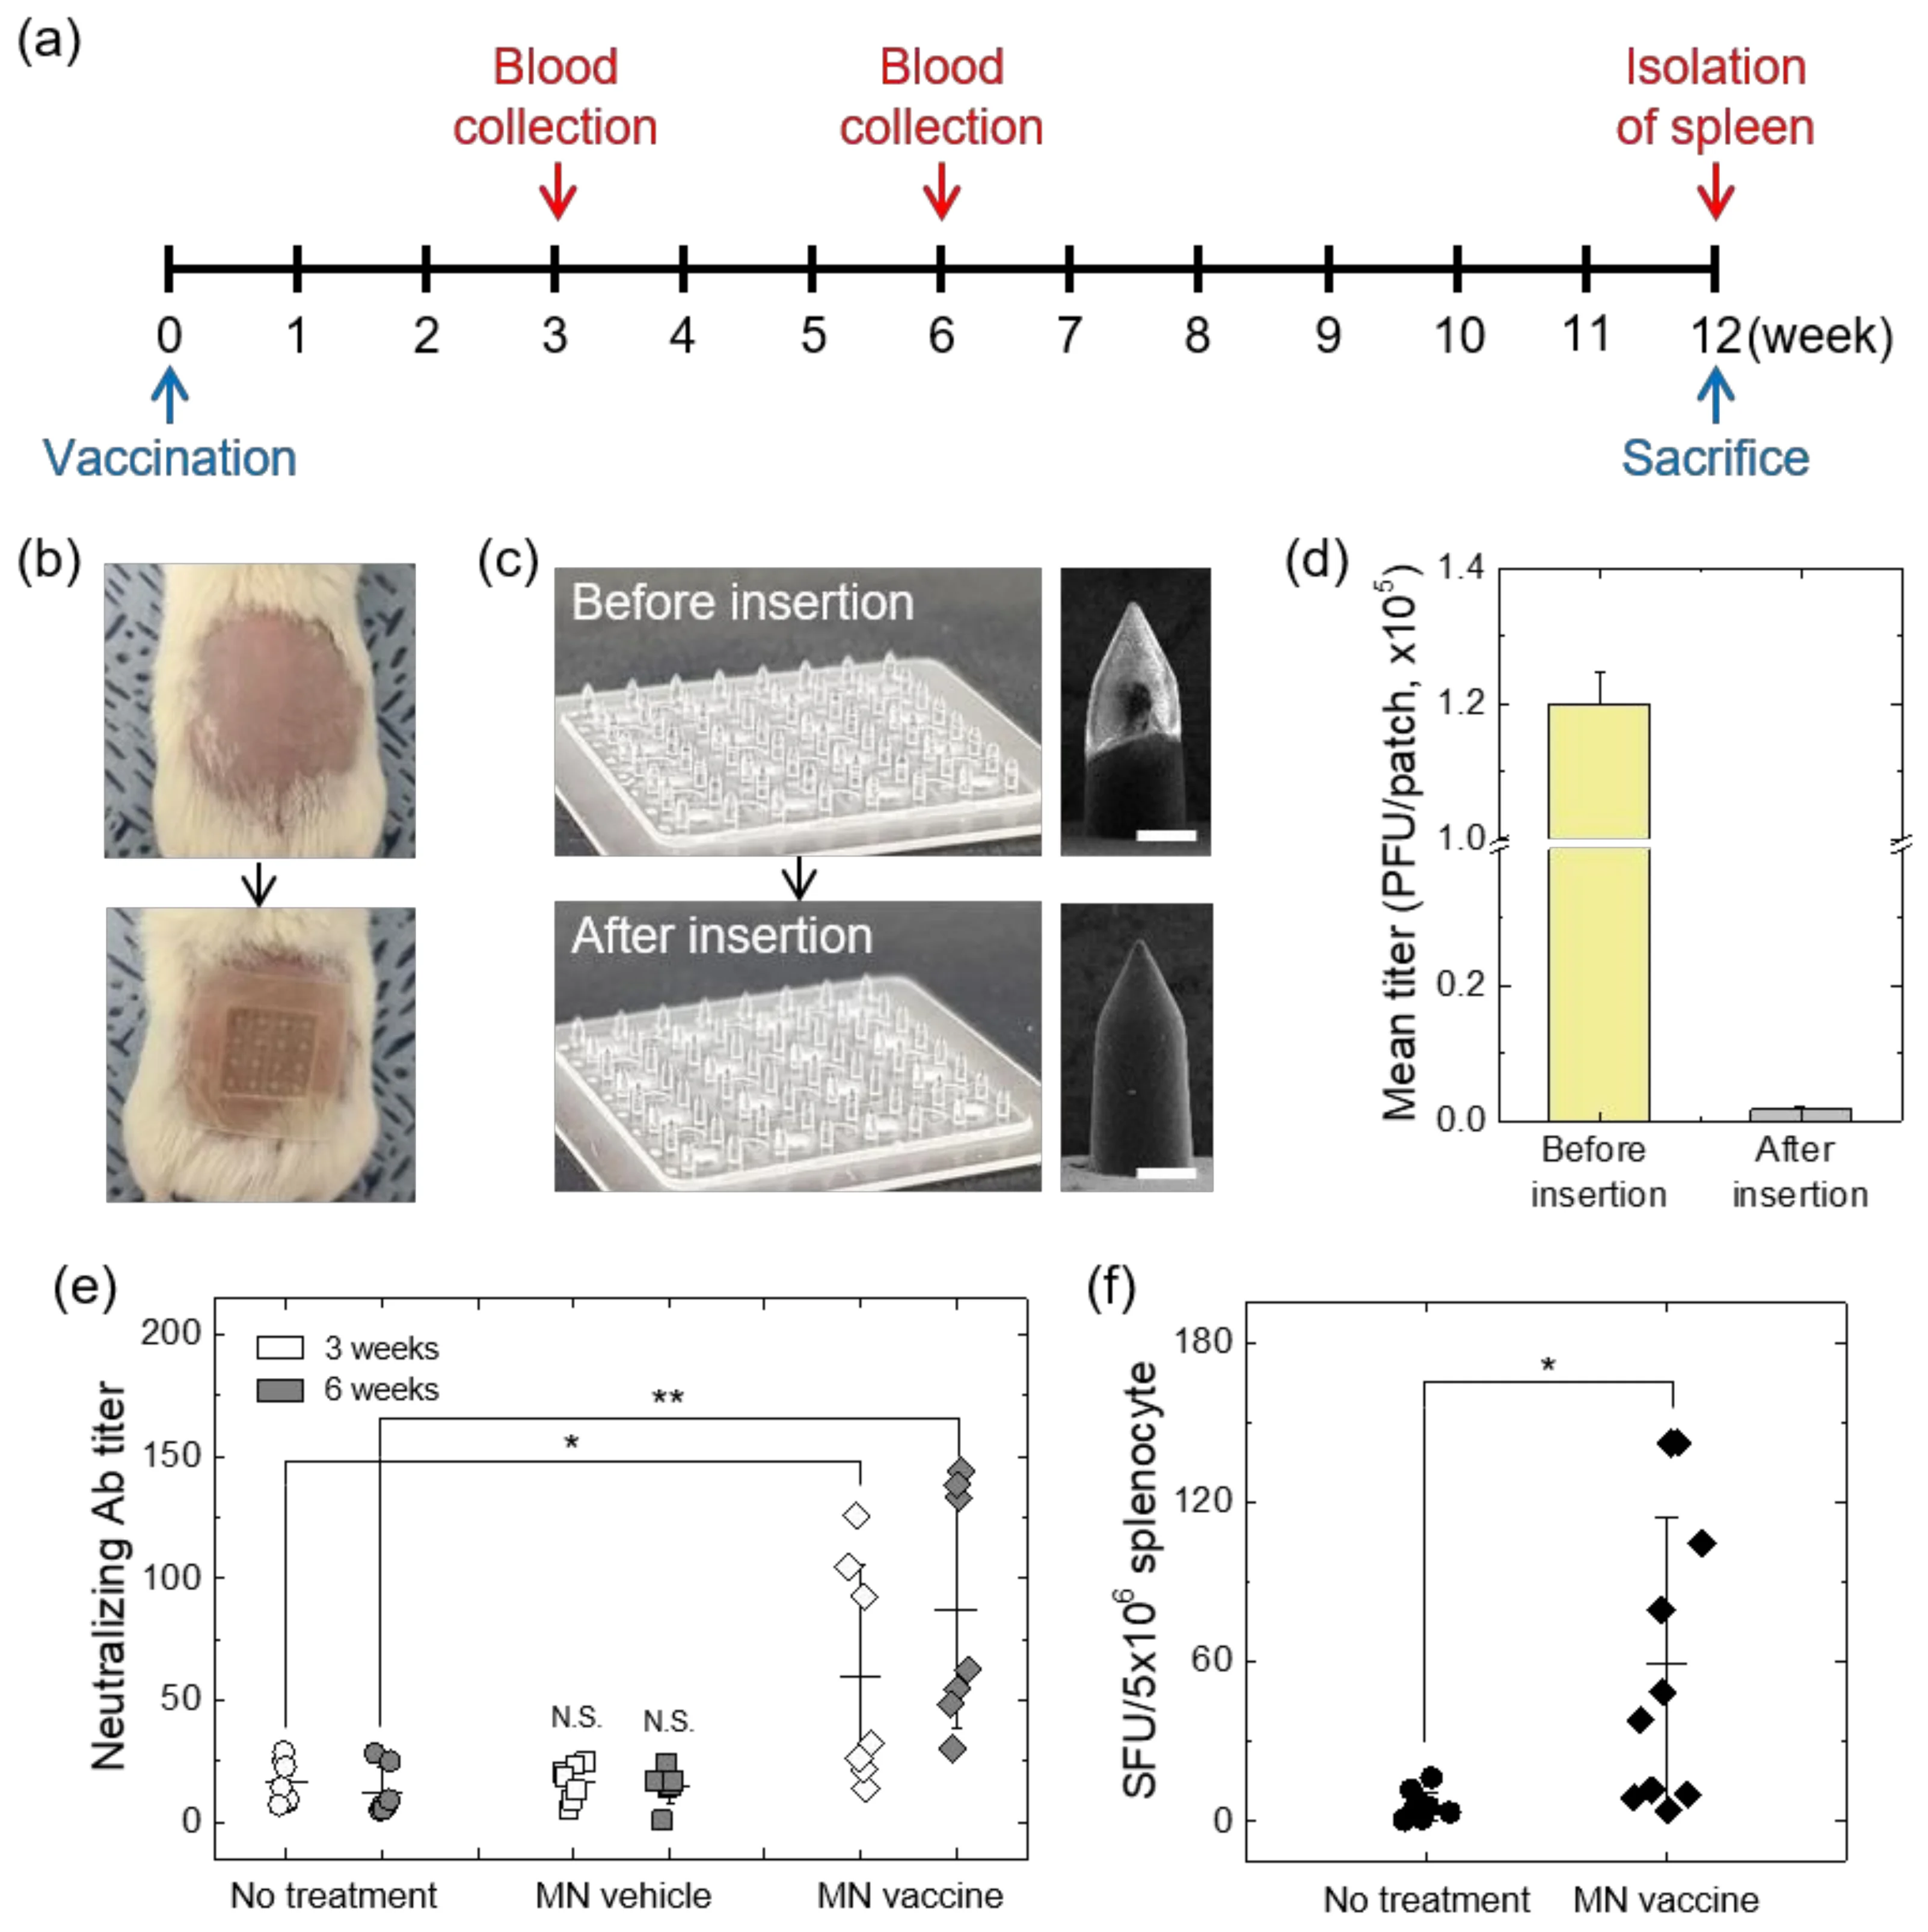 (a)
Blood
collection
Blood
collection
Isolation
of spleen
0 1 2 3 4 5 6 7 8 9 10 11 12(week)
Vaccination
Sacrifice
(b)
(c)
Before insertion
After insertion
(d)
Mean titer (PFU/patch, x10⁵)
1.4
1.2
1.0
0.2
0.0
Before
insertion
After
insertion
(e)
Neutralizing Ab titer
200
150
100
50
0
3 weeks
6 weeks
**
*
N.S.
N.S.
No treatment
MN vehicle
MN vaccine
(f)
SFU/5x10⁶ splenocyte
180
120
60
0
*
No treatment
MN vaccine